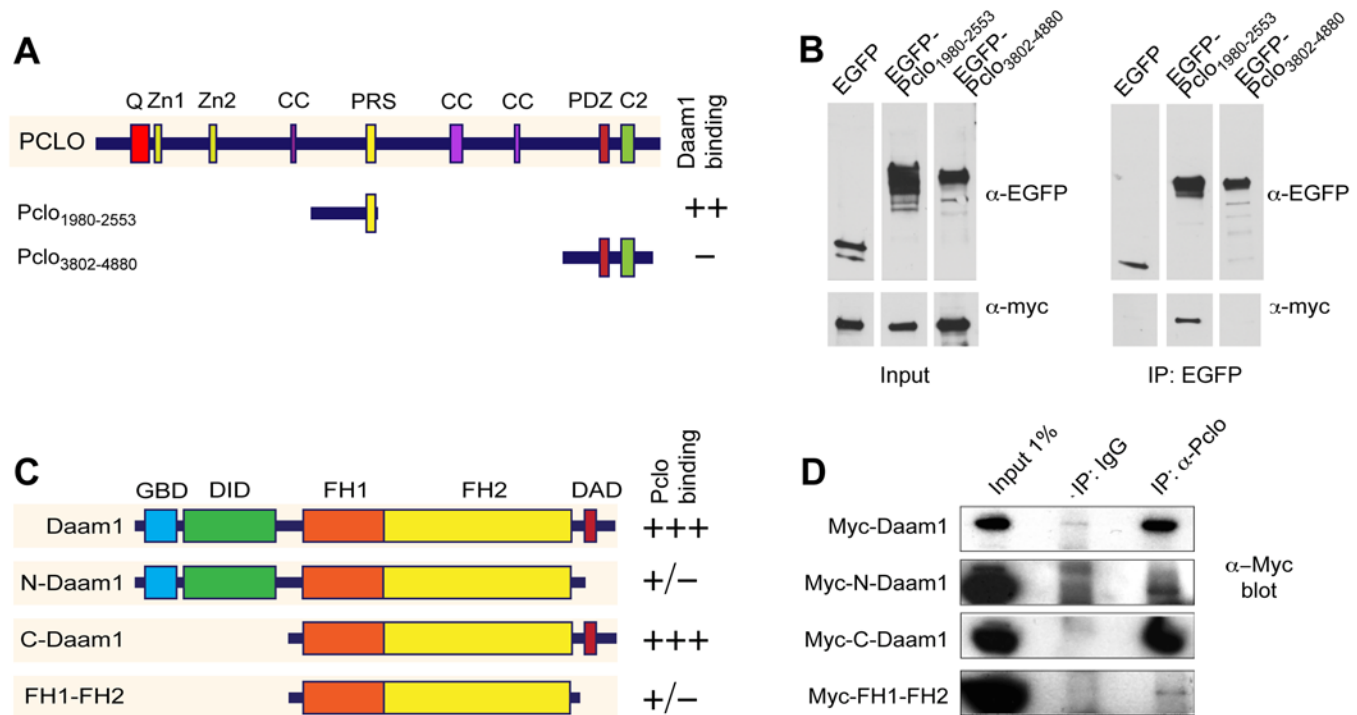 A
Q Zn1 Zn2 CC PRS CC CC PDZ C2
Daam1
binding
PCLO
Pclo1980-2553 ++
Pclo3802-4880 −
B
EGFP
EGFP-
Pclo1980-2553
EGFP-
Pclo3802-4880
α-EGFP
α-myc
Input
EGFP
EGFP-
Pclo1980-2553
EGFP-
Pclo3802-4880
α-EGFP
α-myc
IP: EGFP
C
GBD DID FH1 FH2 DAD
Pclo
binding
Daam1 +++
N-Daam1 +/−
C-Daam1 +++
FH1-FH2 +/−
D
Input 1%
IP: IgG
IP: α-Pclo
Myc-Daam1
Myc-N-Daam1
Myc-C-Daam1
Myc-FH1-FH2
α–Myc
blot